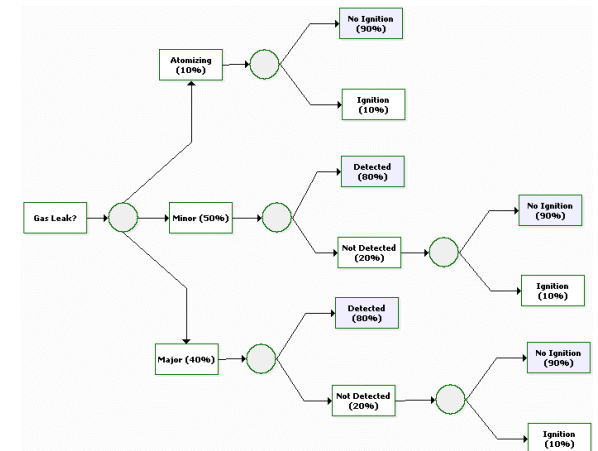 No Ignition
(90%)
Atomizing
(10%)
Ignition
(10%)
Detected
(80%)
No Ignition
(90%)
Gas Leak?
Minor (50%)
Not Detected
(20%)
Ignition
(10%)
Detected
(80%)
No Ignition
(90%)
Major (40%)
Not Detected
(20%)
Ignition
(10%)